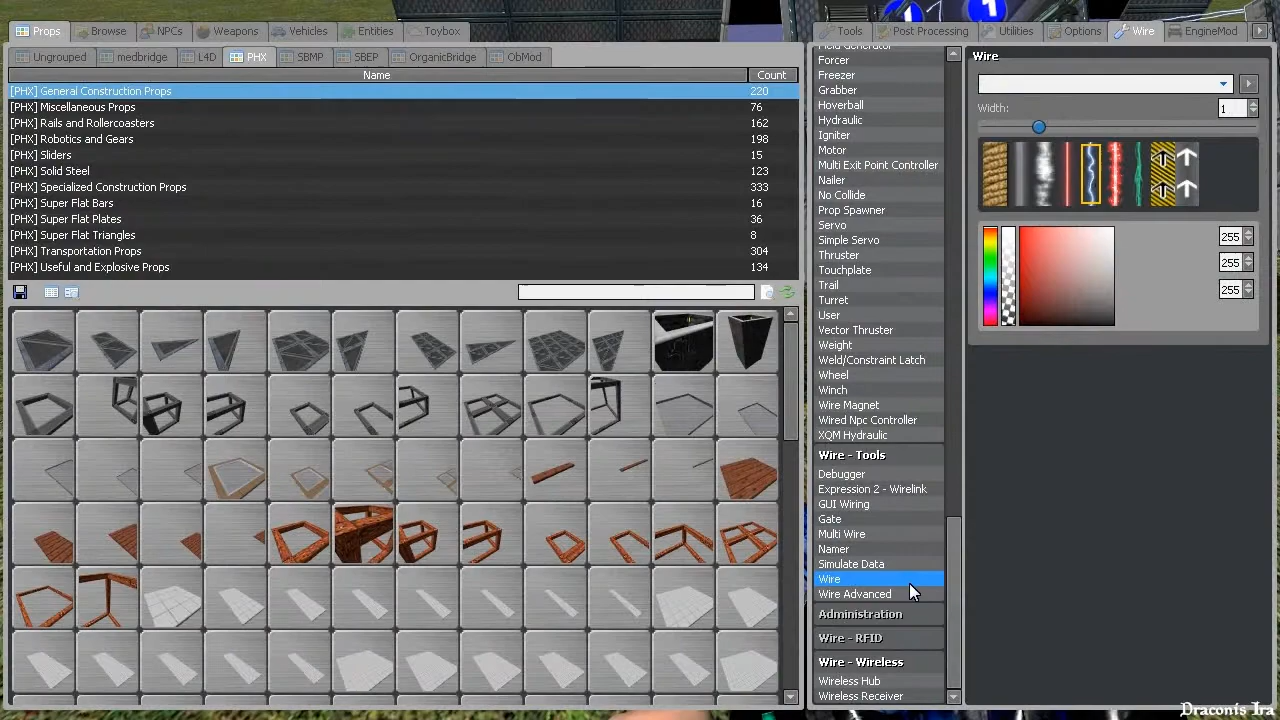 Props Browse NPCs Weapons Vehicles Entities
Ungrouped medbridge L4D PHX SBMP SBEP OrganicBridge ObMod
Name Count
[PHX] General Construction Props 220
[PHX] Miscellaneous Props 76
[PHX] Rails and Rollercoasters 162
[PHX] Robotics and Gears 198
[PHX] Sliders 15
[PHX] Solid Steel 123
[PHX] Specialized Construction Props 333
[PHX] Super Flat Bars 16
[PHX] Super Flat Plates 36
[PHX] Super Flat Triangles 8
[PHX] Transportation Props 304
[PHX] Useful and Explosive Props 134
Tools Post Processing Utilities Options Wire EngineMod
Field Generator
Forcer
Freezer
Grabber
Hoverball
Hydraulic
Igniter
Motor
Multi Exit Point Controller
Nailer
No Collide
Prop Spawner
Servo
Simple Servo
Thruster
Touchplate
Trail
Turret
User
Vector Thruster
Weight
Weld/Constraint Latch
Wheel
Winch
Wire Magnet
Wired Npc Controller
XQM Hydraulic
Wire - Tools
Debugger
Expression 2 - Wirelink
GUI Wiring
Gate
Multi Wire
Namer
Simulate Data
Wire
Wire Advanced
Administration
Wire - RFID
Wire - Wireless
Wireless Hub
Wireless Receiver
Wire
Width: 1
255
255
255
Draconis Ira